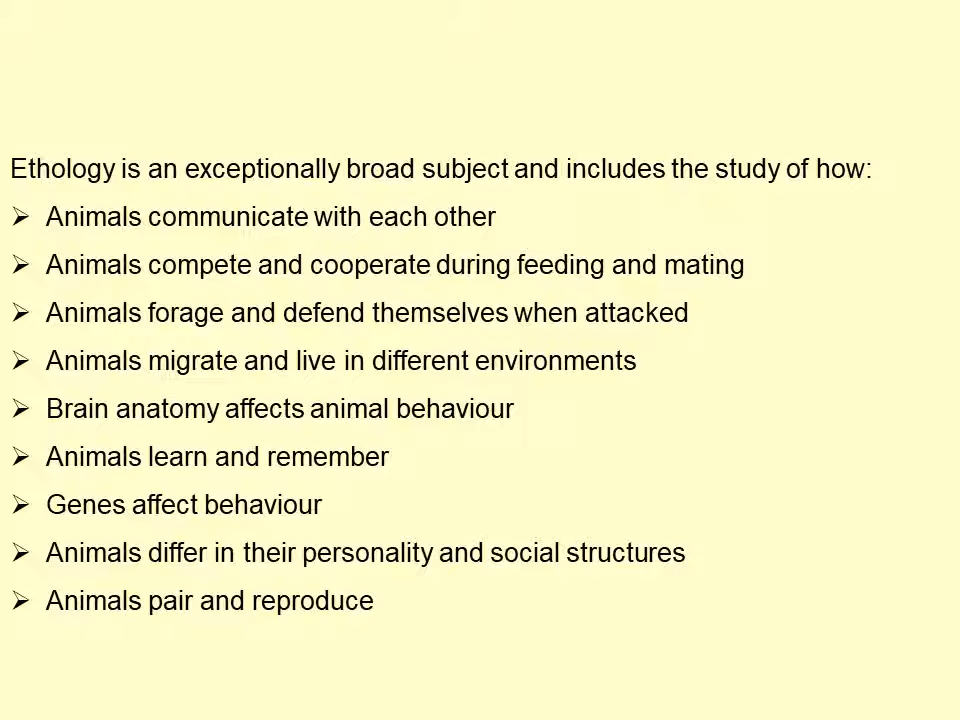 Ethology is an exceptionally broad subject and includes the study of how:
➢ Animals communicate with each other
➢ Animals compete and cooperate during feeding and mating
➢ Animals forage and defend themselves when attacked
➢ Animals migrate and live in different environments
➢ Brain anatomy affects animal behaviour
➢ Animals learn and remember
➢ Genes affect behaviour
➢ Animals differ in their personality and social structures
➢ Animals pair and reproduce